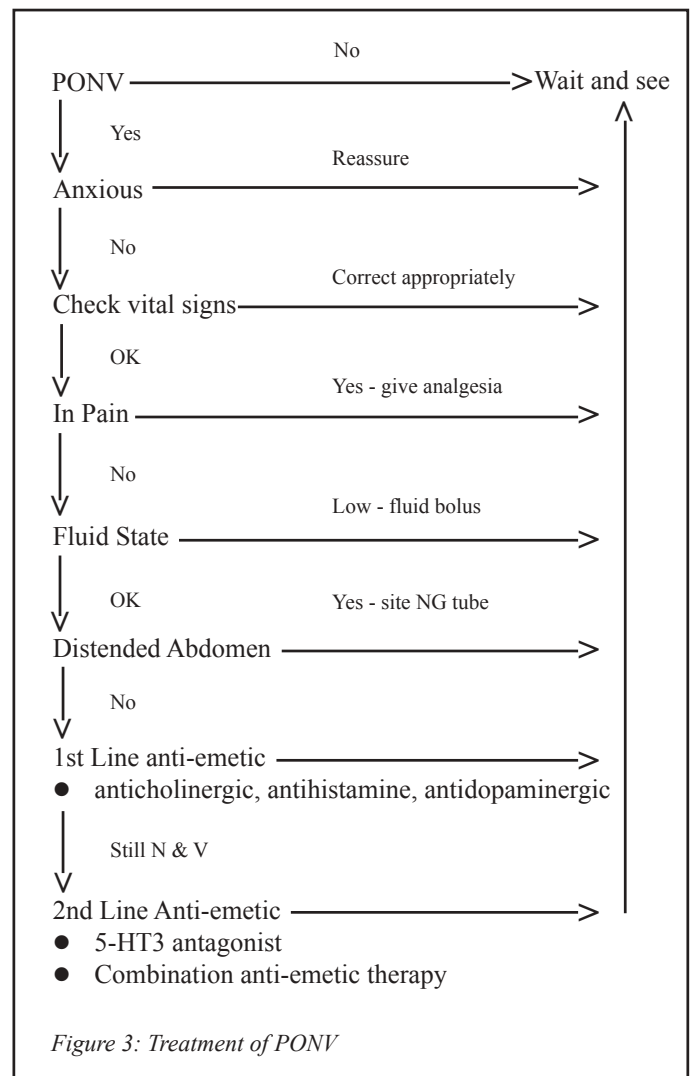 No
PONV Wait and see
Yes
Reassure
Anxious
No
Correct appropriately
Check vital signs
OK
Yes - give analgesia
In Pain
No
Low - fluid bolus
Fluid State
OK Yes - site NG tube
Distended Abdomen
No
1st Line anti-emetic
● anticholinergic, antihistamine, antidopaminergic
Still N & V
2nd Line Anti-emetic
● 5-HT3 antagonist
● Combination anti-emetic therapy
Figure 3: Treatment of PONV